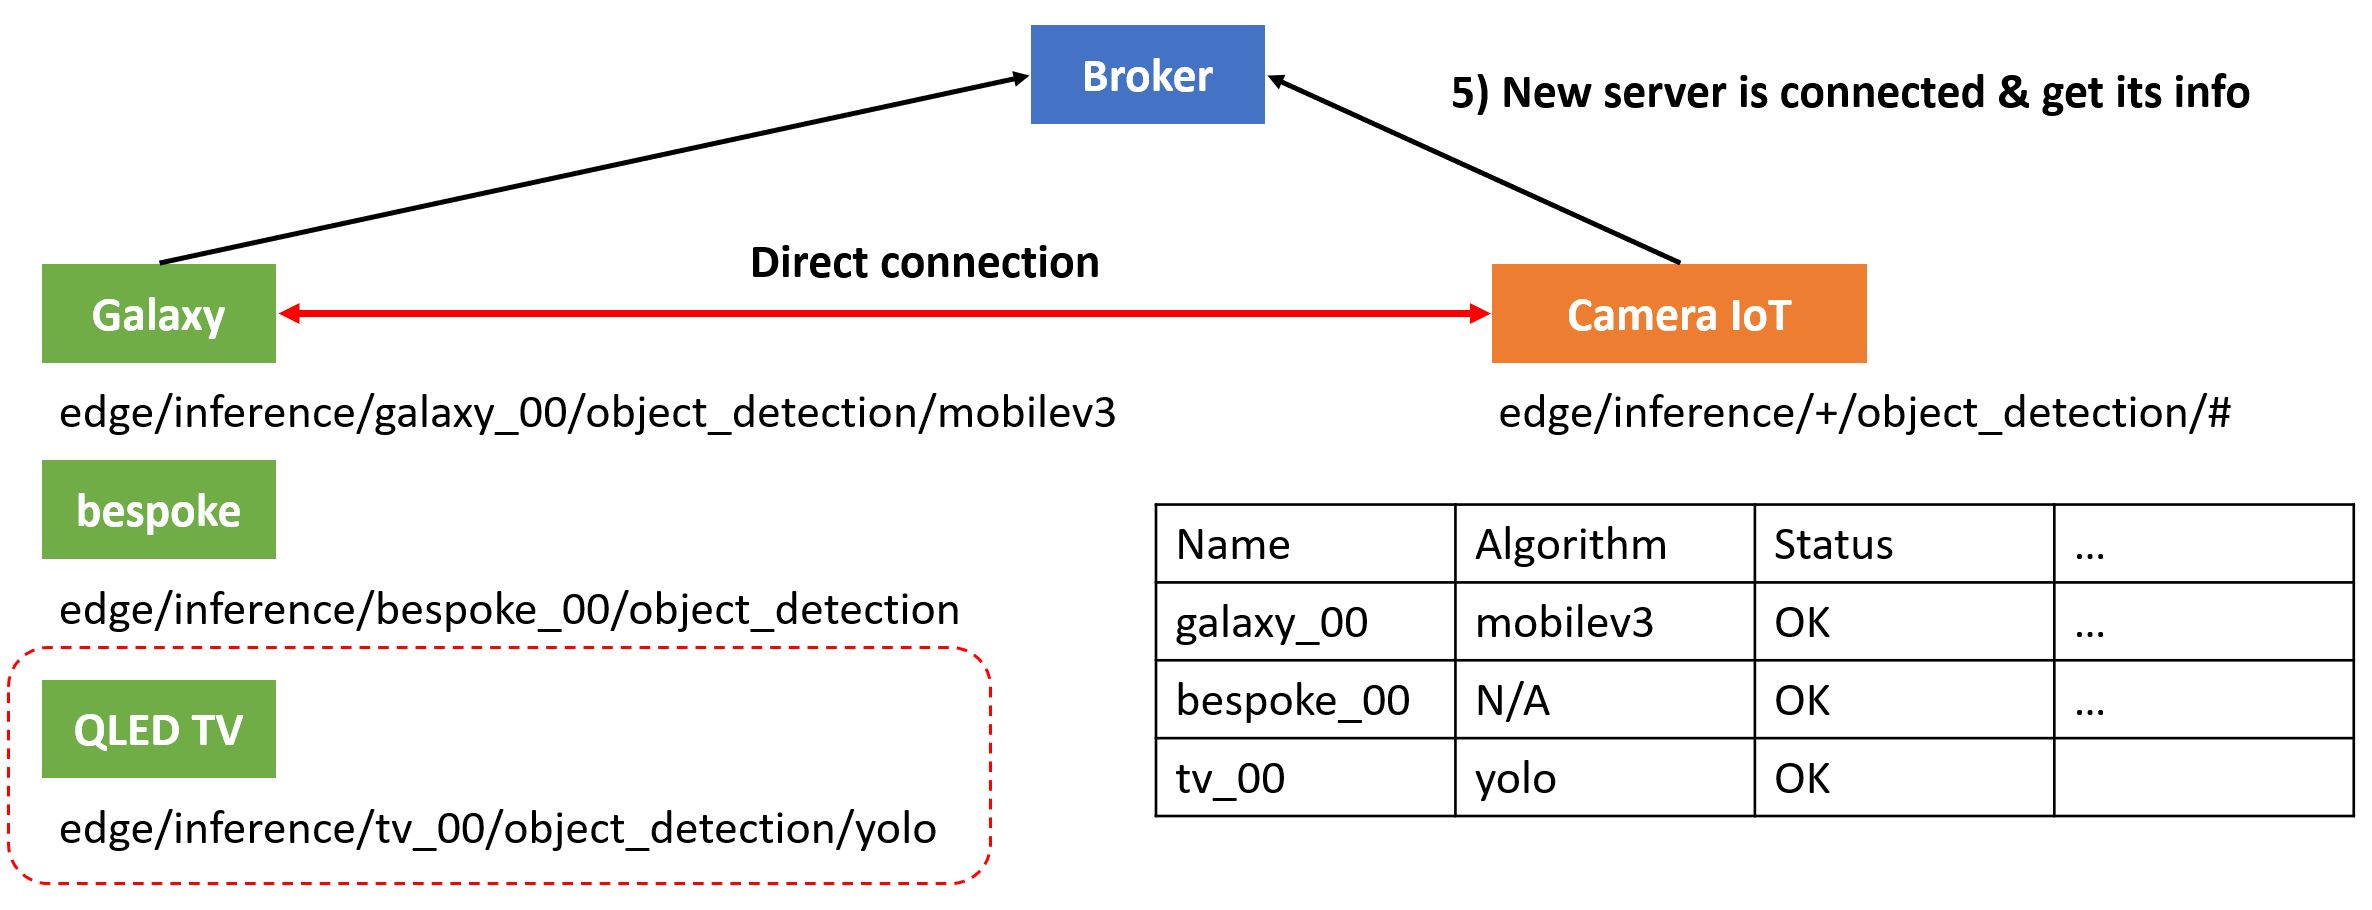 Broker
5) New server is connected & get its info
Direct connection
Galaxy
Camera IoT
edge/inference/galaxy_00/object_detection/mobilev3
edge/inference/+/object_detection/#
bespoke
edge/inference/bespoke_00/object_detection
QLED TV
edge/inference/tv_00/object_detection/yolo
Name Algorithm Status ...
galaxy_00 mobilev3 OK ...
bespoke_00 N/A OK ...
tv_00 yolo OK